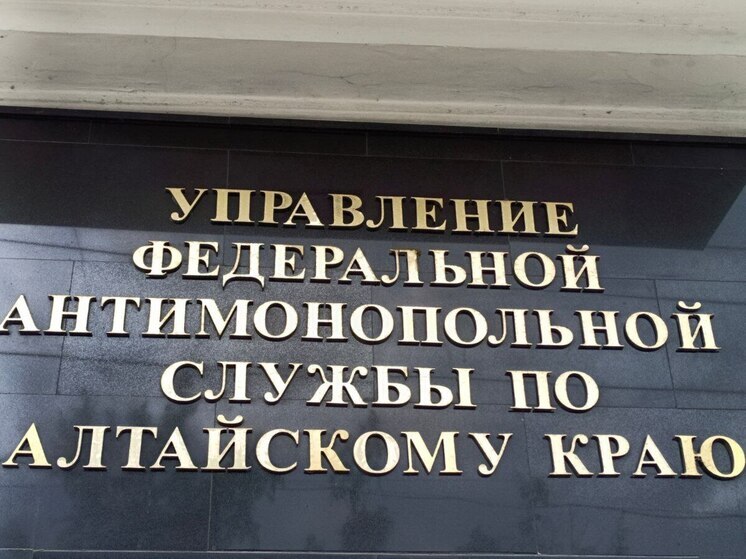 УПРАВЛЕНИЕ
ФЕДЕРАЛЬНОЙ
АНТИМОНОПОЛЬНОЙ
СЛУЖБЫ ПО
АЛТАЙСКОМУ КРАЮ